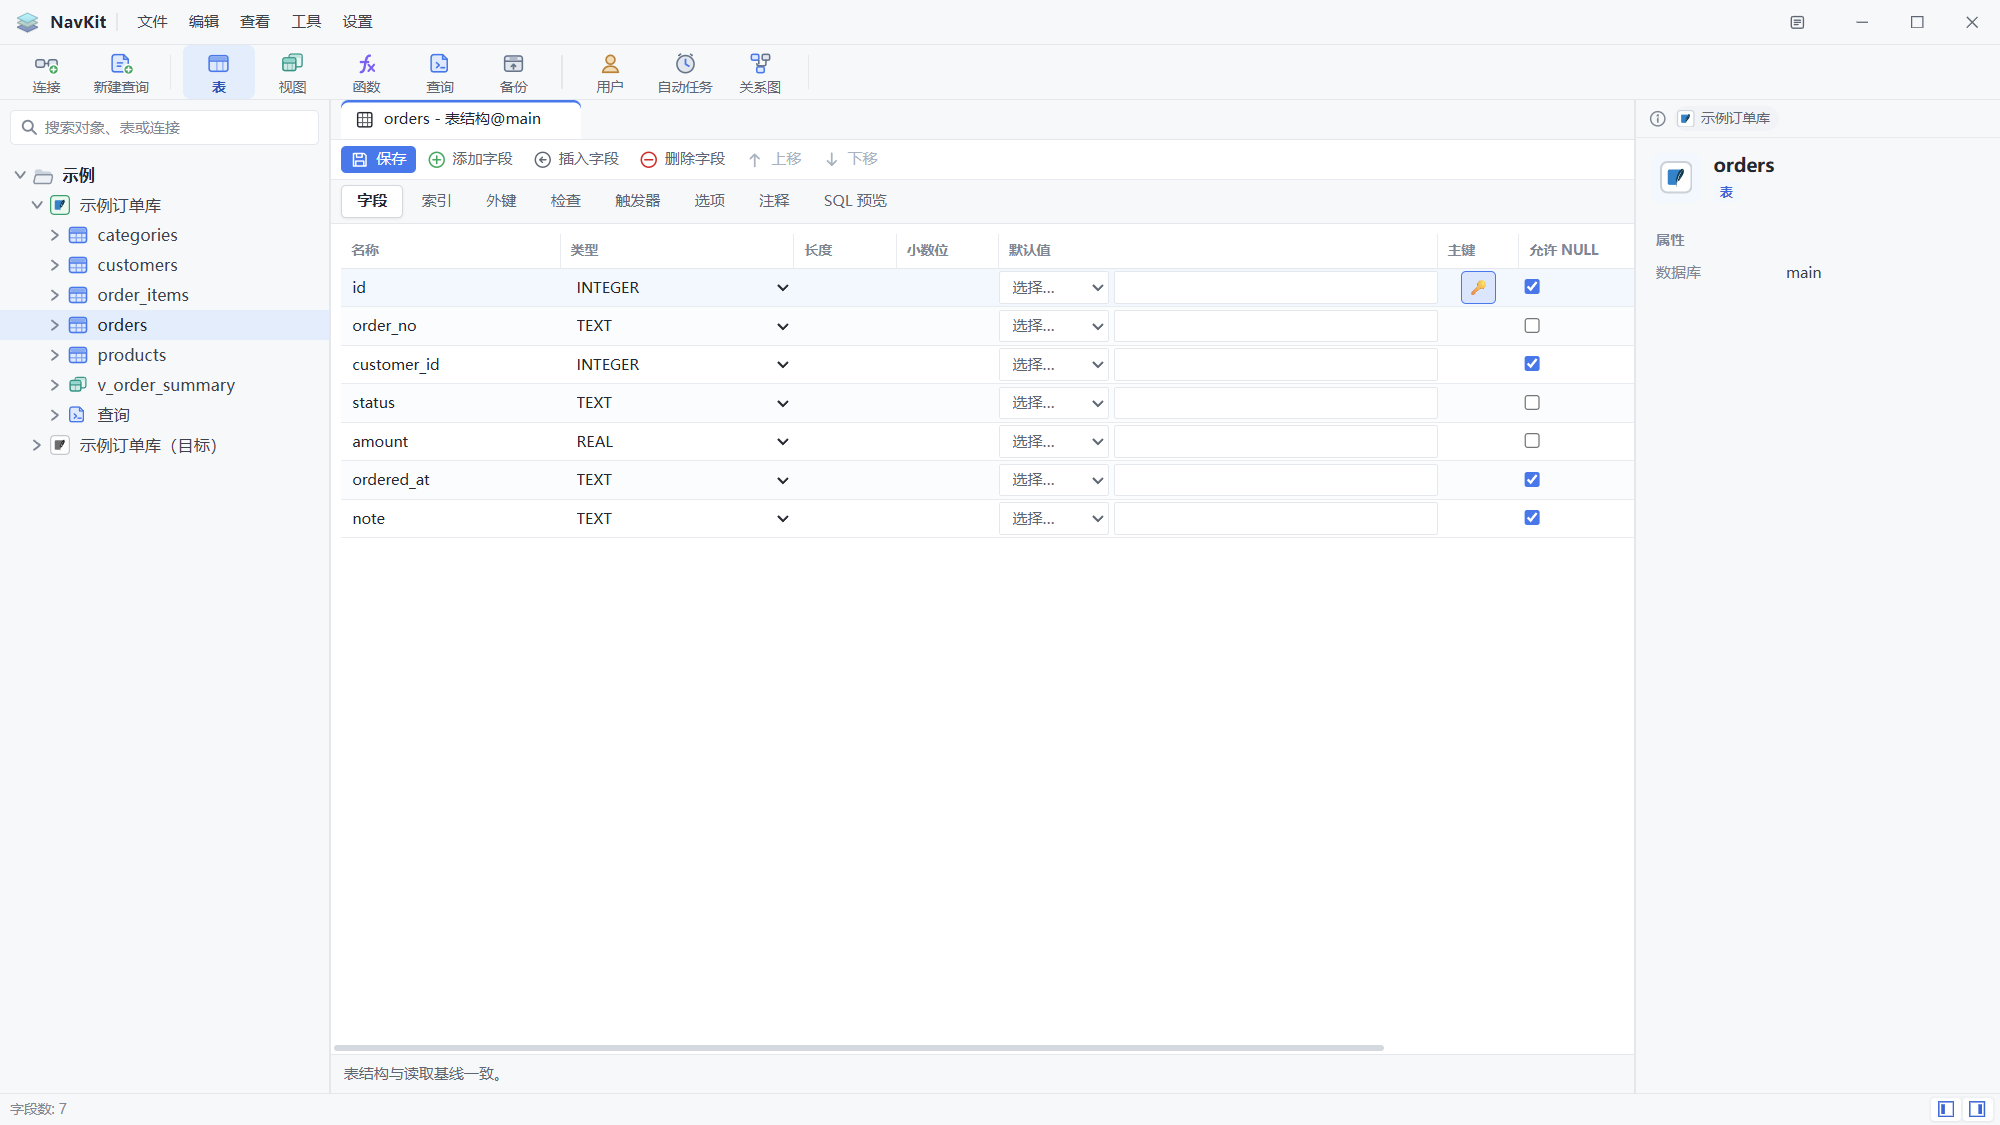 NavKit 文件 编辑 查看 工具 设置
连接 新建查询 表 视图 函数 查询 备份 用户 自动任务 关系图
搜索对象、表或连接
示例
示例订单库
categories
customers
order_items
orders
products
v_order_summary
查询
示例订单库（目标）
orders - 表结构@main
保存 添加字段 插入字段 删除字段 上移 下移
字段 索引 外键 检查 触发器 选项 注释 SQL 预览
名称 类型 长度 小数位 默认值 主键 允许 NULL
id INTEGER 选择...
order_no TEXT 选择...
customer_id INTEGER 选择...
status TEXT 选择...
amount REAL 选择...
ordered_at TEXT 选择...
note TEXT 选择...
表结构与读取基线一致。
示例订单库
orders
表
属性
数据库 main
字段数: 7